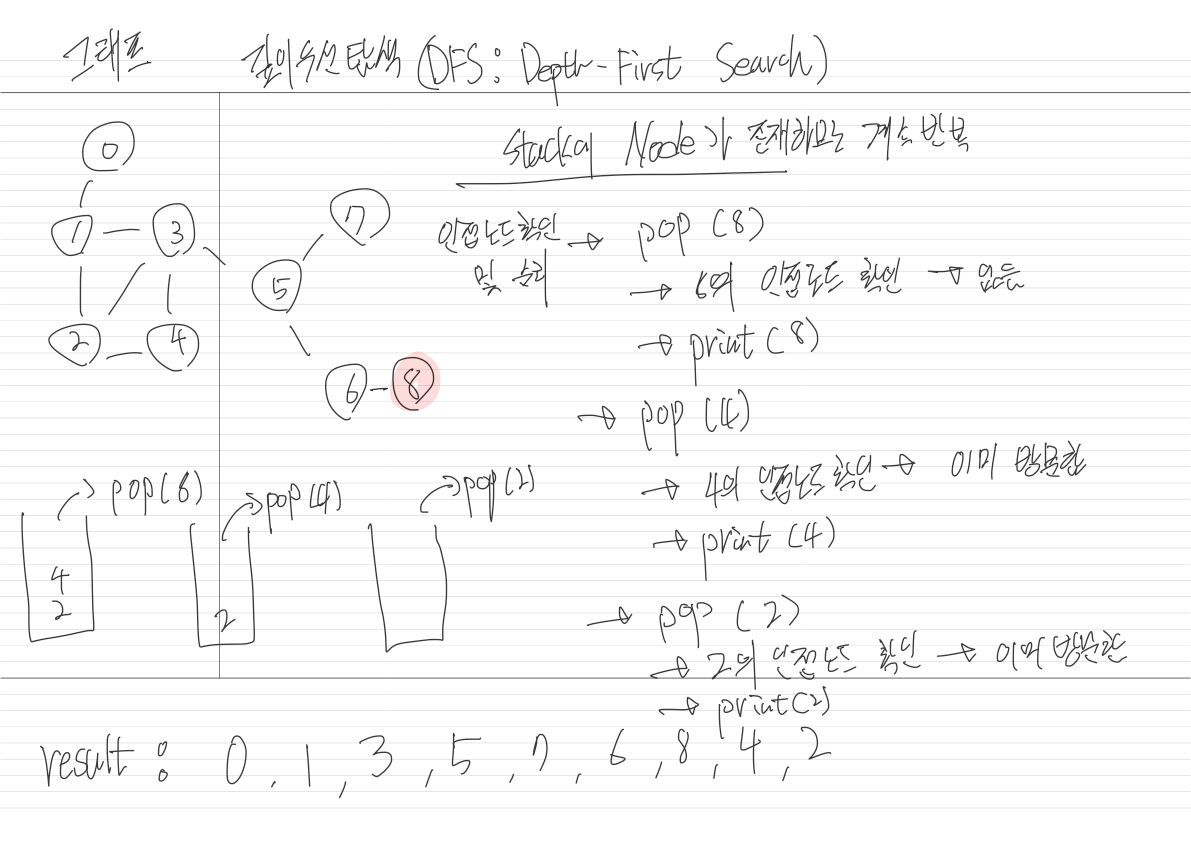 그래프
깊이우선탐색 (DFS: Depth-First Search)
Stack에 Node가 존재하면 계속 반복
0
1
3
7
5
2
4
6
8
인접노드확인
및 순회
→ pop (8)
→ 6의 인접노드 확인 → 없음
→ print (8)
→ pop (4)
→ 4의 인접노드 확인 → 이미 방문함
→ print (4)
→ pop (2)
→ 2의 인접노드 확인 → 이미 방문함
→ print(2)
pop(8)
4
2
pop(4)
2
pop(2)
result : 0, 1, 3, 5, 7, 6, 8, 4, 2